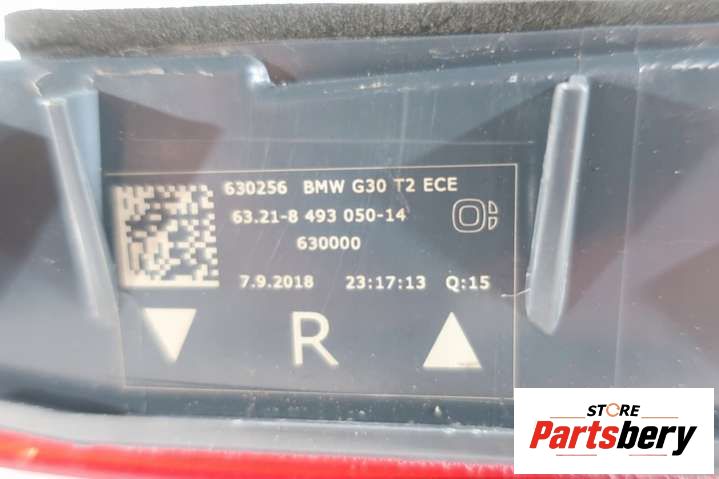 630256 BMW G30 T2 ECE
63.21-8 493 050-14
630000
7.9.2018 23:17:13 Q:15
R
STORE
Partsbery